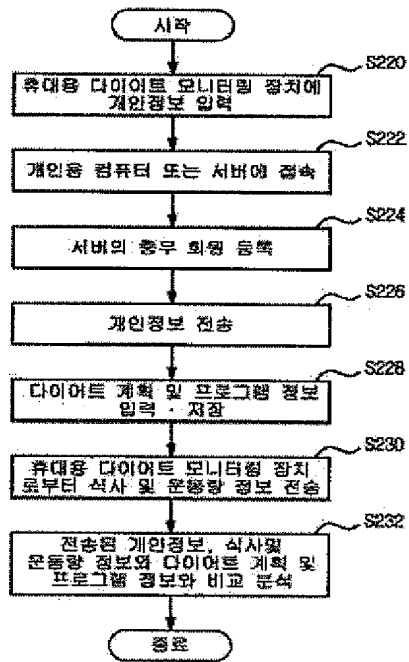 시작
S220
휴대용 다이어트 모니터링 장치에
개인정보 입력
S222
개인용 컴퓨터 또는 서버에 접속
S224
서버의 회원 등록
S226
개인정보 전송
S228
다이어트 계획 및 프로그램 정보
입력 · 저장
S230
휴대용 다이어트 모니터링 장치
로부터 식사 및 운동량 정보 전송
S232
전송된 개인정보, 식사및
운동량 정보와 다이어트 계획 및
프로그램 정보와 비교 분석
종료